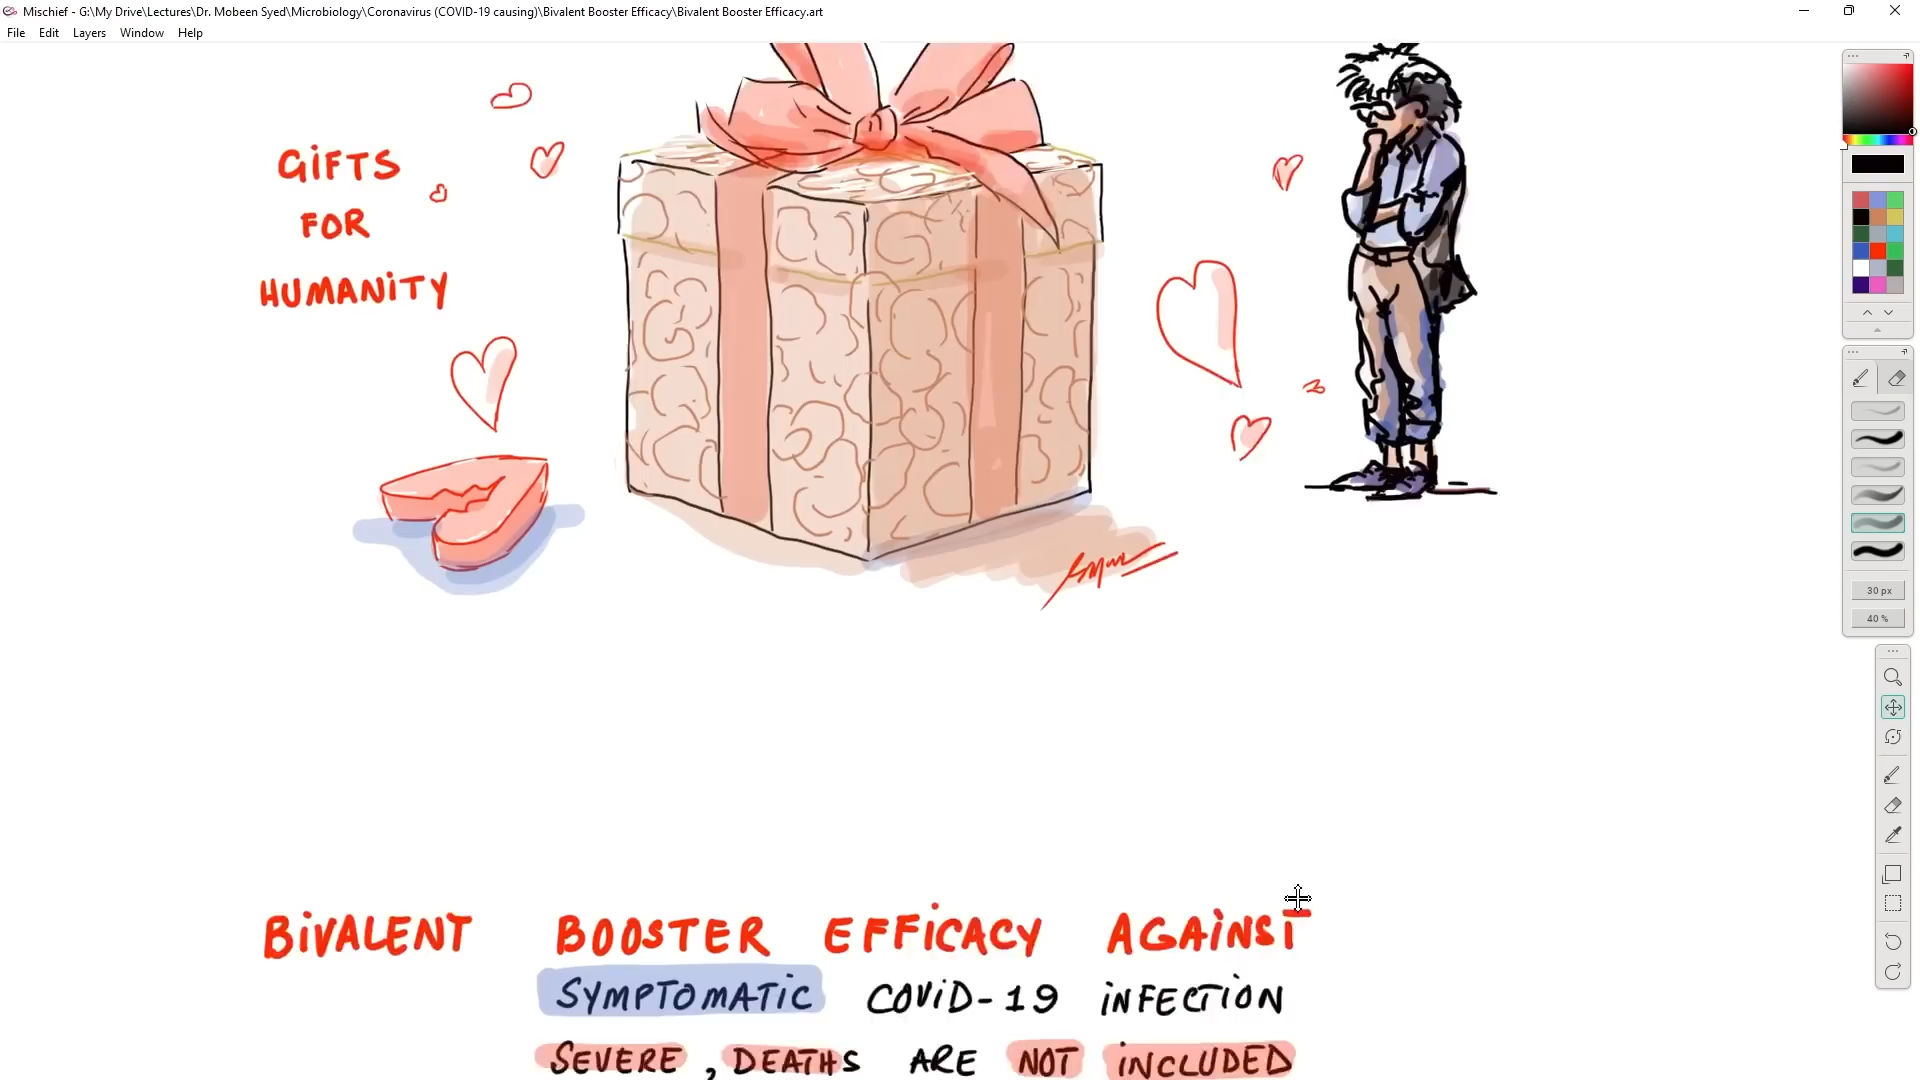 Mischief - G:\My Drive\Lectures\Dr. Mobeen Syed\Microbiology\Coronavirus (COVID-19 causing)\Bivalent Booster Efficacy\Bivalent Booster Efficacy.art
File Edit Layers Window Help
GiFTS
FOR
HUMANiTY
30 px
40 %
BiVALENT BOOSTER EFFiCACY AGAiNST
SYMPTOMATiC COViD-19 iNFECTiON
SEVERE, DEATHS ARE NOT iNCLUDED